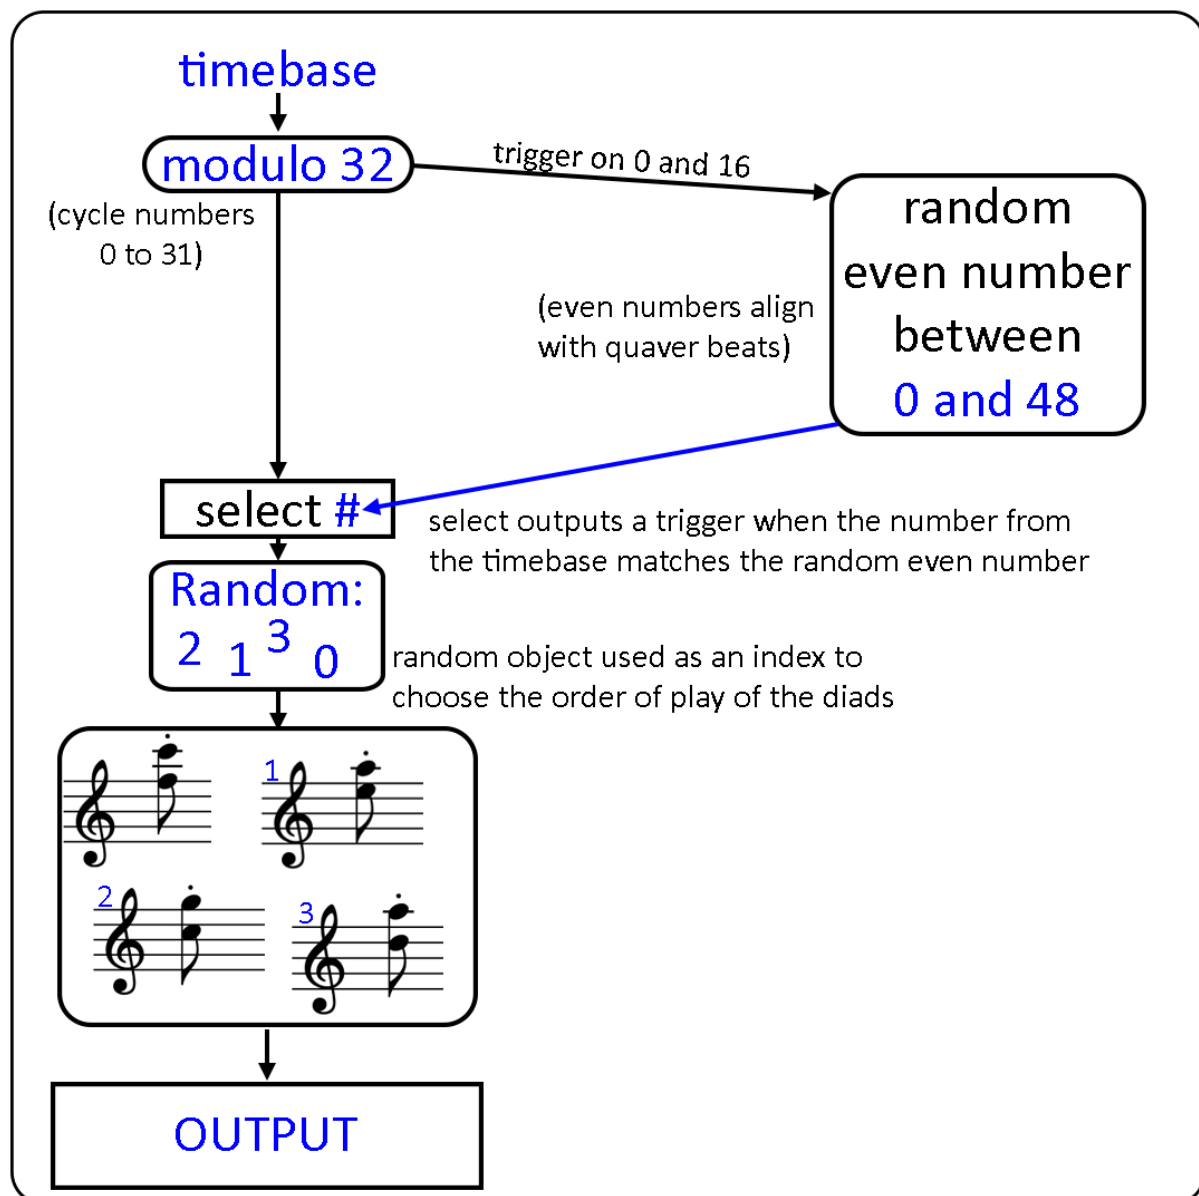 timebase
modulo 32
trigger on 0 and 16
(cycle numbers
0 to 31)
random
even number
between
0 and 48
(even numbers align
with quaver beats)
select #
select outputs a trigger when the number from
the timebase matches the random even number
Random:
2 1 3 0
random object used as an index to
choose the order of play of the diads
1
2
3
OUTPUT